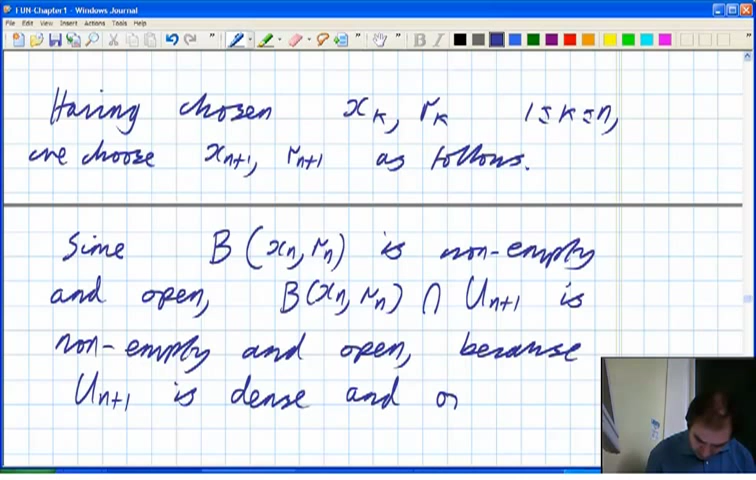 1 UN-Chapter1 - Windows Journal
File Edit View Insert Actions Tools Help
Having chosen x_k, r_k 1≤k≤n,
we choose x_{n+1}, r_{n+1} as follows.
Since B(x_n, r_n) is non-empty
and open, B(x_n, r_n) ∩ U_{n+1} is
non-empty and open, because
U_{n+1} is dense and